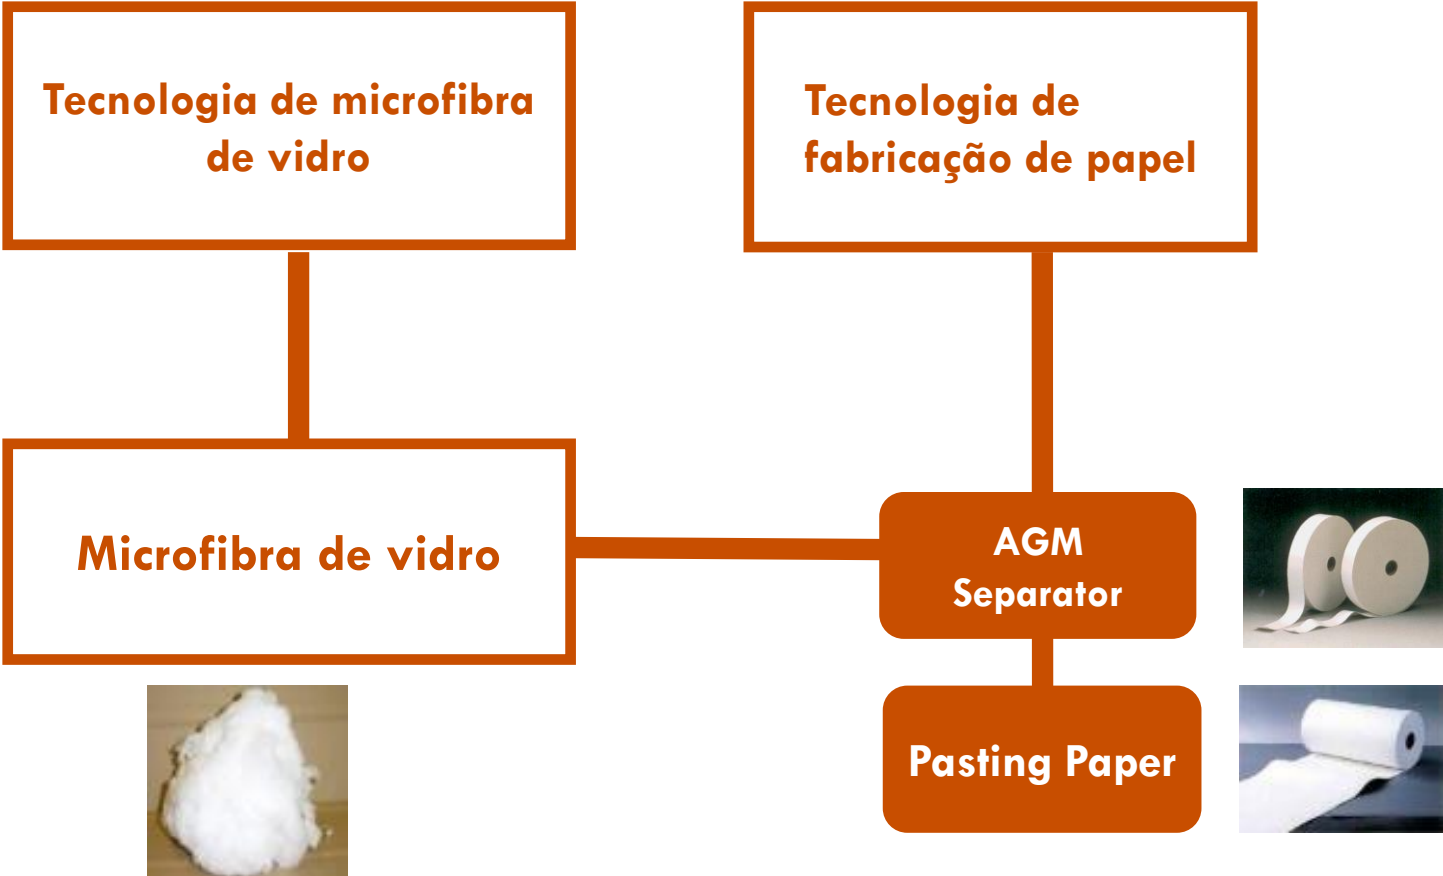 Tecnologia de microfibra
de vidro
Tecnologia de
fabricação de papel
Microfibra de vidro
AGM
Separator
Pasting Paper